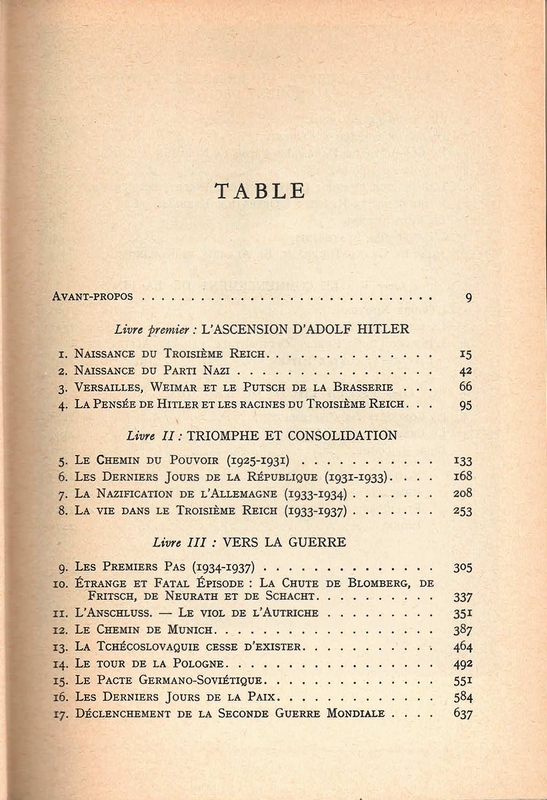 TABLE
AVANT-PROPOS . . . . . . . . . . . . . . . . . . . . . . . . . . . . . 9
Livre premier : L'ASCENSION D'ADOLF HITLER
1. NAISSANCE DU TROISIÈME REICH. . . . . . . . . . . . . . 15
2. NAISSANCE DU PARTI NAZI . . . . . . . . . . . . . . . . . 42
3. VERSAILLES, WEIMAR ET LE PUTSCH DE LA BRASSERIE . . . 66
4. LA PENSÉE DE HITLER ET LES RACINES DU TROISIÈME REICH. . . 95
Livre II : TRIOMPHE ET CONSOLIDATION
5. LE CHEMIN DU POUVOIR (1925-1931) . . . . . . . . . . . 133
6. LES DERNIERS JOURS DE LA RÉPUBLIQUE (1931-1933). . . . 168
7. LA NAZIFICATION DE L'ALLEMAGNE (1933-1934) . . . . . . . 208
8. LA VIE DANS LE TROISIÈME REICH (1933-1937) . . . . . . . 253
Livre III : VERS LA GUERRE
9. LES PREMIERS PAS (1934-1937) . . . . . . . . . . . . . . 305
10. ÉTRANGE ET FATAL ÉPISODE : LA CHUTE DE BLOMBERG, DE
FRITSCH, DE NEURATH ET DE SCHACHT. . . . . . . . . . . 337
11. L'ANSCHLUSS. — LE VIOL DE L'AUTRICHE . . . . . . . . . 351
12. LE CHEMIN DE MUNICH. . . . . . . . . . . . . . . . . . . 387
13. LA TCHÉCOSLOVAQUIE CESSE D'EXISTER. . . . . . . . . . . 464
14. LE TOUR DE LA POLOGNE. . . . . . . . . . . . . . . . . . 492
15. LE PACTE GERMANO-SOVIÉTIQUE. . . . . . . . . . . . . . 551
16. LES DERNIERS JOURS DE LA PAIX. . . . . . . . . . . . . . 584
17. DÉCLENCHEMENT DE LA SECONDE GUERRE MONDIALE . . . . 637